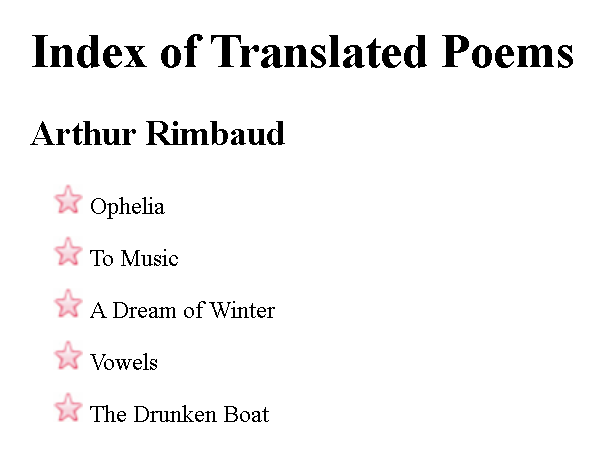 Index of Translated Poems
Arthur Rimbaud
Ophelia
To Music
A Dream of Winter
Vowels
The Drunken Boat